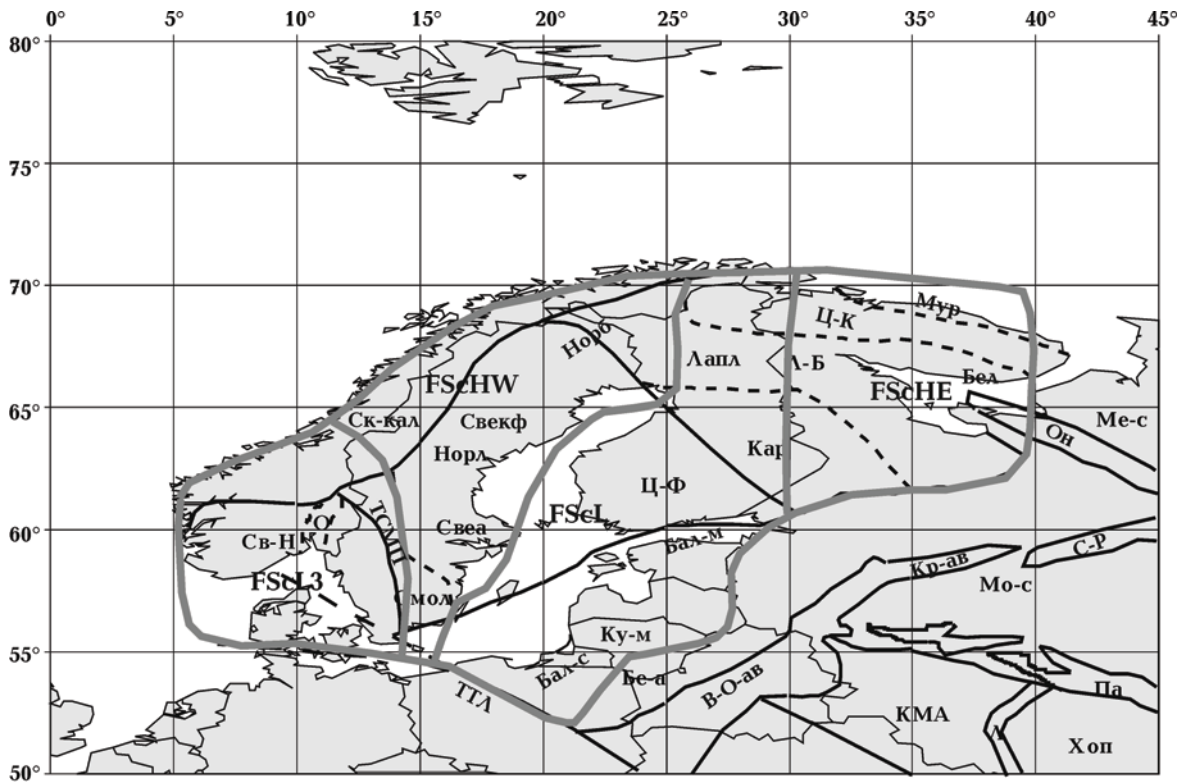 0° 5° 10° 15° 20° 25° 30° 35° 40° 45°
80°
75°
70°
65°
60°
55°
50°
Мур
Ц-К
Норб
Лапл
Л-Б
FScHW
FScHE
Бел
Ск-кал
Свекф
Ме-с
Он
Норл
Кар
Ц-Ф
ТСМП
О
FScL
Свеа
Св-Н
Бал-м
С-Р
Кр-ав
FScL3
Мо-с
мол
Ку-м
Бал-с
Бе-а
В-О-ав
ТТЛ
Па
КМА
Л
Хоп